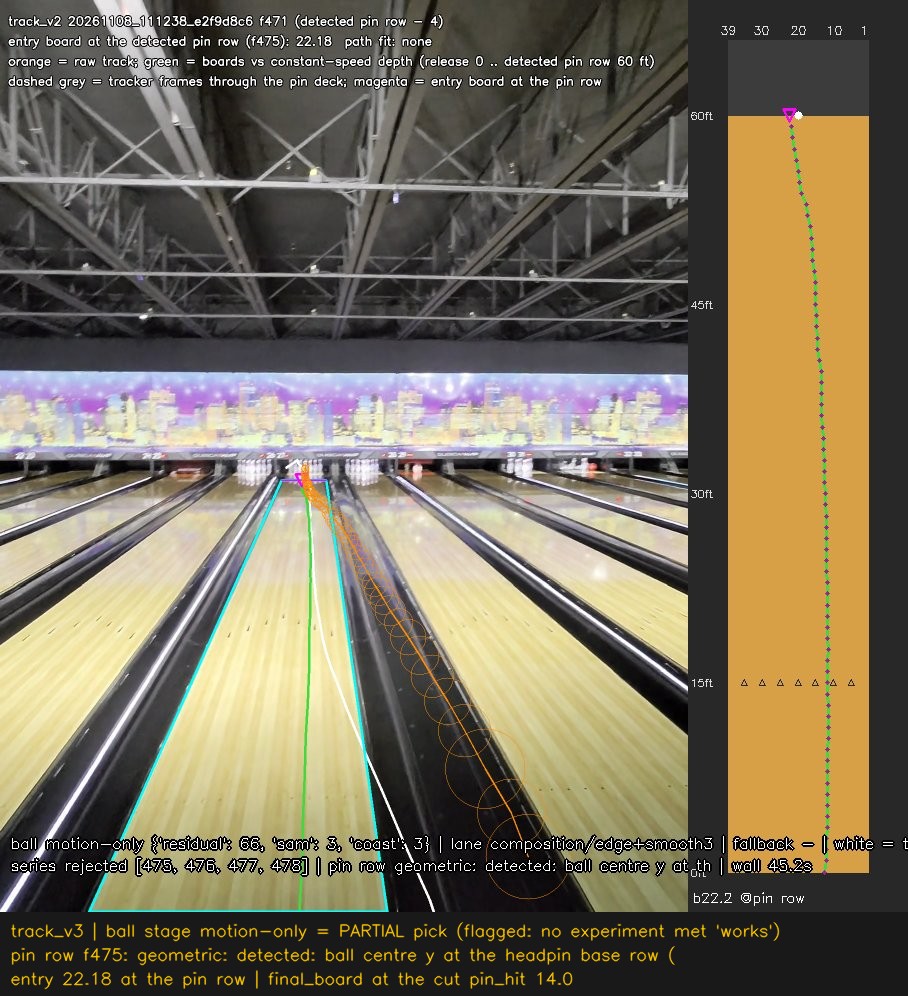 track_v2 20261108_111238_e2f9d8c6 f471 (detected pin row - 4)
entry board at the detected pin row (f475): 22.18 path fit: none
orange = raw track; green = boards vs constant-speed depth (release 0 .. detected pin row 60 ft)
dashed grey = tracker frames through the pin deck; magenta = entry board at the pin row
39 30 20 10 1
60ft
45ft
30ft
15ft
0ft
ball motion-only {'residual': 66, 'sam': 3, 'coast': 3} | lane composition/edge+smooth3 | fallback - | white = t
series rejected [475, 476, 477, 478] | pin row geometric: detected: ball centre y at th | wall 45.2s
b22.2 @pin row
track_v3 | ball stage motion-only = PARTIAL pick (flagged: no experiment met 'works')
pin row f475: geometric: detected: ball centre y at the headpin base row (
entry 22.18 at the pin row | final_board at the cut pin_hit 14.0